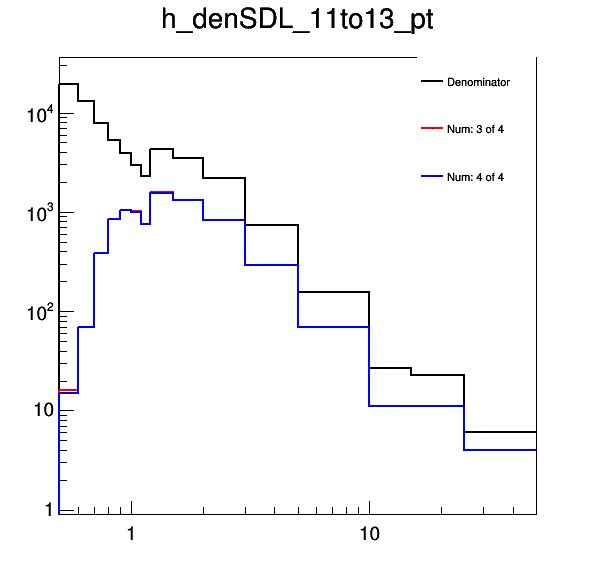 h_denSDL_11to13_pt
Denominator
Num: 3 of 4
Num: 4 of 4
10^4
10^3
10^2
10
1
1 10